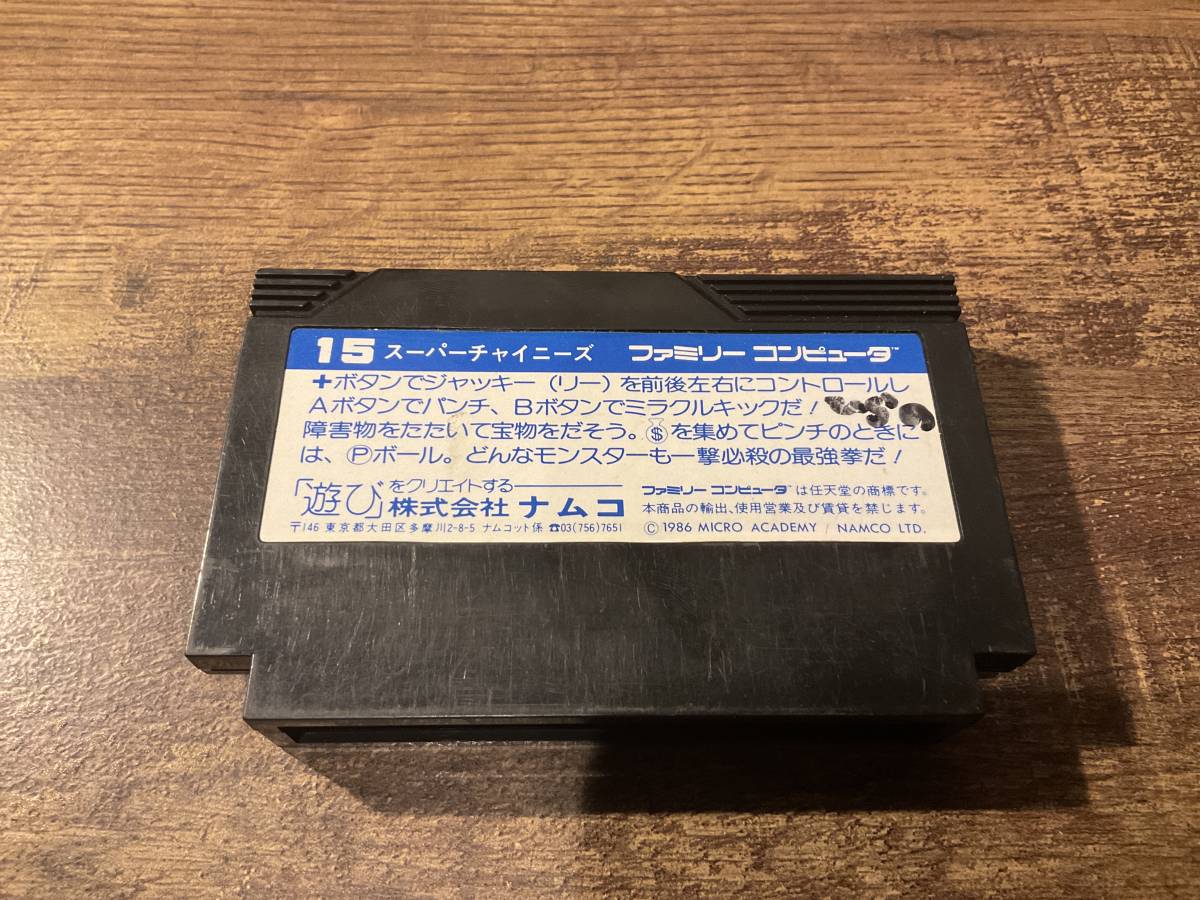 15 スーパーチャイニーズ ファミリー コンピュータ™
+ボタンでジャッキー(リー)を前後左右にコントロールし
Aボタンでパンチ、Bボタンでミラクルキックだ!
障害物をたたいて宝物をだそう。$を集めてピンチのときに
は、Ⓟボール。どんなモンスターも一撃必殺の最強拳だ!
「遊び」をクリエイトする——
株式会社 ナムコ
〒146 東京都大田区多摩川2-8-5 ナムコット係 ☎03(756)7651
ファミリー コンピュータ™は任天堂の商標です。
本商品の輸出、使用営業及び賃貸を禁じます。
© 1986 MICRO ACADEMY / NAMCO LTD.